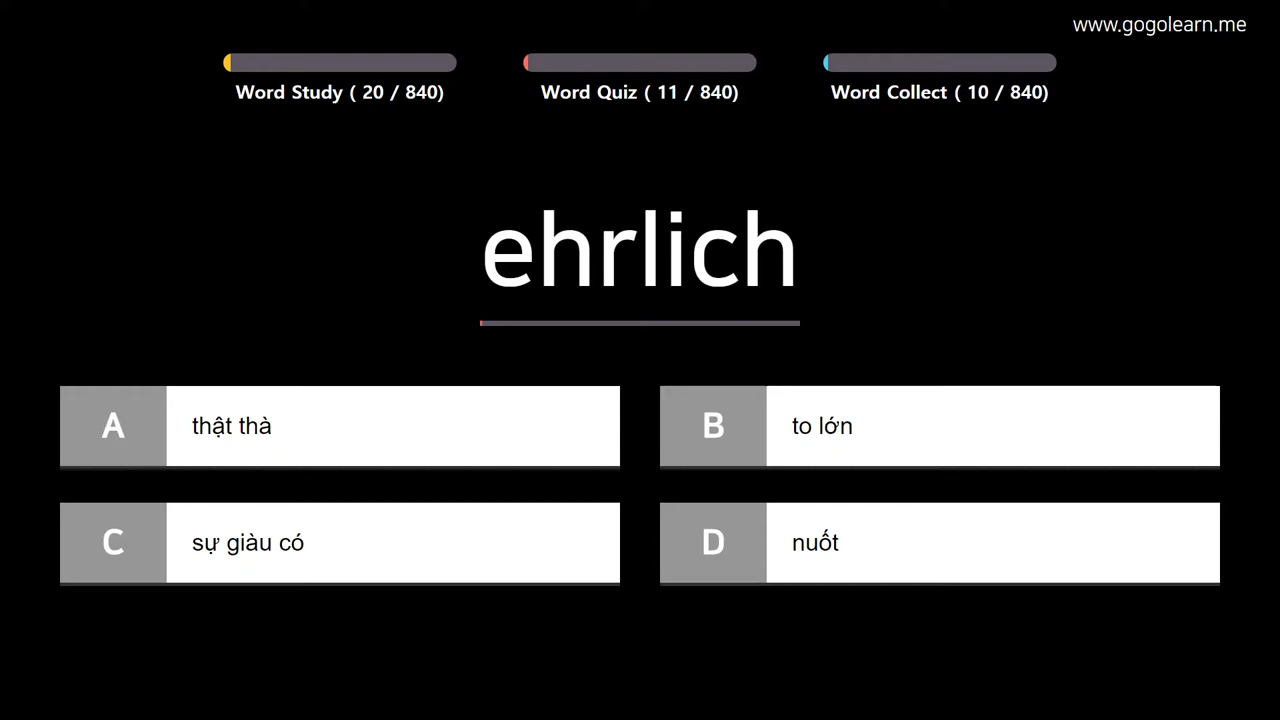 www.gogolearn.me
Word Study ( 20 / 840)
Word Quiz ( 11 / 840)
Word Collect ( 10 / 840)
ehrlich
A thật thà
B to lớn
C sự giàu có
D nuốt